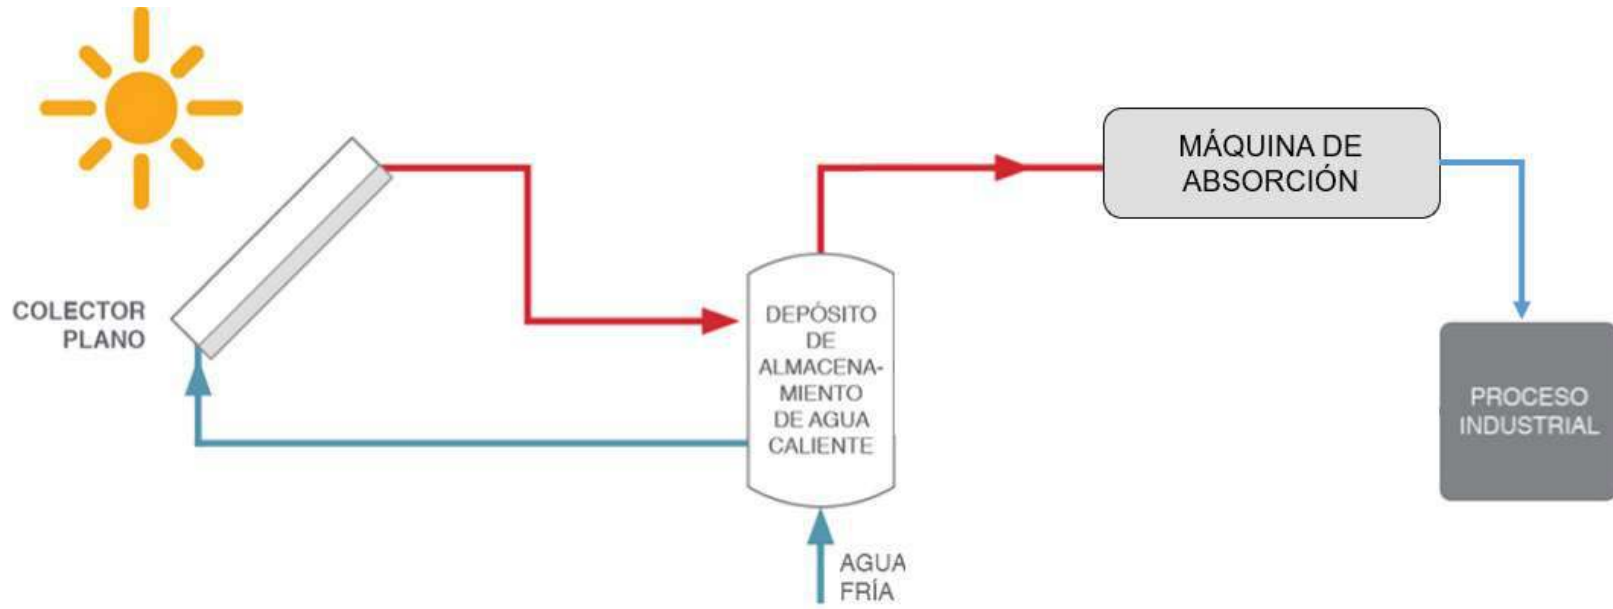 COLECTOR
PLANO
DEPÓSITO
DE
ALMACENA-
MIENTO
DE AGUA
CALIENTE
AGUA
FRÍA
MÁQUINA DE
ABSORCIÓN
PROCESO
INDUSTRIAL